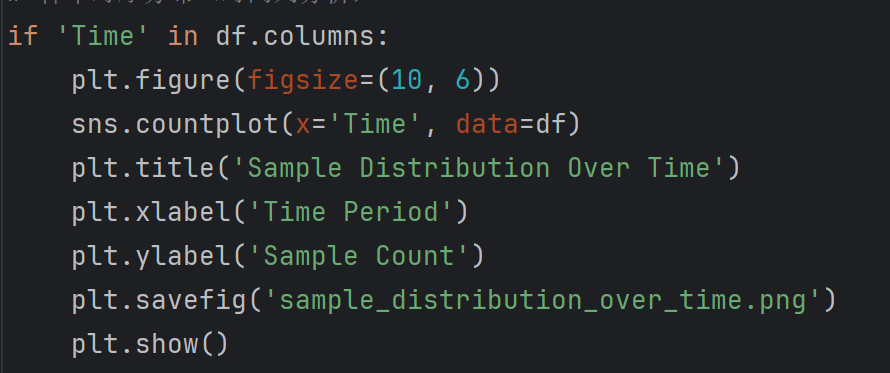 if 'Time' in df.columns:
    plt.figure(figsize=(10, 6))
    sns.countplot(x='Time', data=df)
    plt.title('Sample Distribution Over Time')
    plt.xlabel('Time Period')
    plt.ylabel('Sample Count')
    plt.savefig('sample_distribution_over_time.png')
    plt.show()